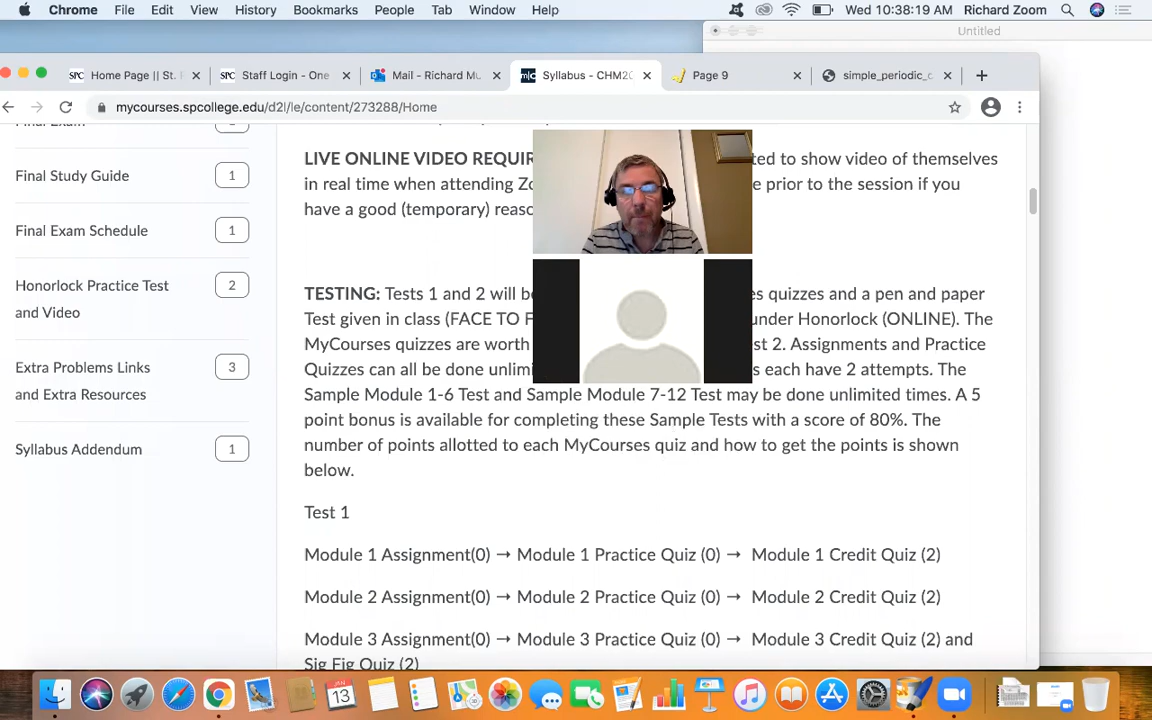 Chrome File Edit View History Bookmarks People Tab Window Help Wed 10:38:19 AM Richard Zoom
Untitled
SPC Home Page || St. SPC Staff Login - One Mail - Richard Mu Syllabus - CHM20 Page 9 simple_periodic_c
mycourses.spcollege.edu/d2l/le/content/273288/Home
Final Exam
Final Study Guide 1
Final Exam Schedule 1
Honorlock Practice Test 2
and Video
Extra Problems Links 3
and Extra Resources
Syllabus Addendum 1
LIVE ONLINE VIDEO REQUIR ted to show video of themselves
in real time when attending Zo e prior to the session if you
have a good (temporary) reaso
TESTING: Tests 1 and 2 will b s quizzes and a pen and paper
Test given in class (FACE TO F under Honorlock (ONLINE). The
MyCourses quizzes are worth st 2. Assignments and Practice
Quizzes can all be done unlimi s each have 2 attempts. The
Sample Module 1-6 Test and Sample Module 7-12 Test may be done unlimited times. A 5
point bonus is available for completing these Sample Tests with a score of 80%. The
number of points allotted to each MyCourses quiz and how to get the points is shown
below.
Test 1
Module 1 Assignment(0) → Module 1 Practice Quiz (0) → Module 1 Credit Quiz (2)
Module 2 Assignment(0) → Module 2 Practice Quiz (0) → Module 2 Credit Quiz (2)
Module 3 Assignment(0) → Module 3 Practice Quiz (0) → Module 3 Credit Quiz (2) and
Sig Fig Quiz (2)
JAN
13